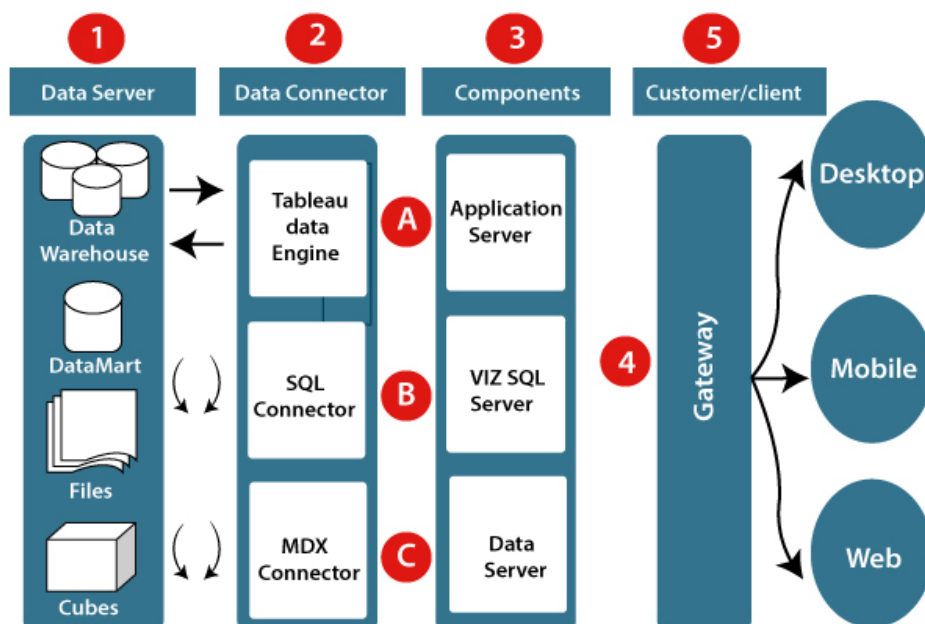 1
2
3
5
Data Server
Data Connector
Components
Customer/client
Data
Warehouse
DataMart
Files
Cubes
Tableau
data
Engine
SQL
Connector
MDX
Connector
A
B
C
Application
Server
VIZ SQL
Server
Data
Server
4
Gateway
Desktop
Mobile
Web